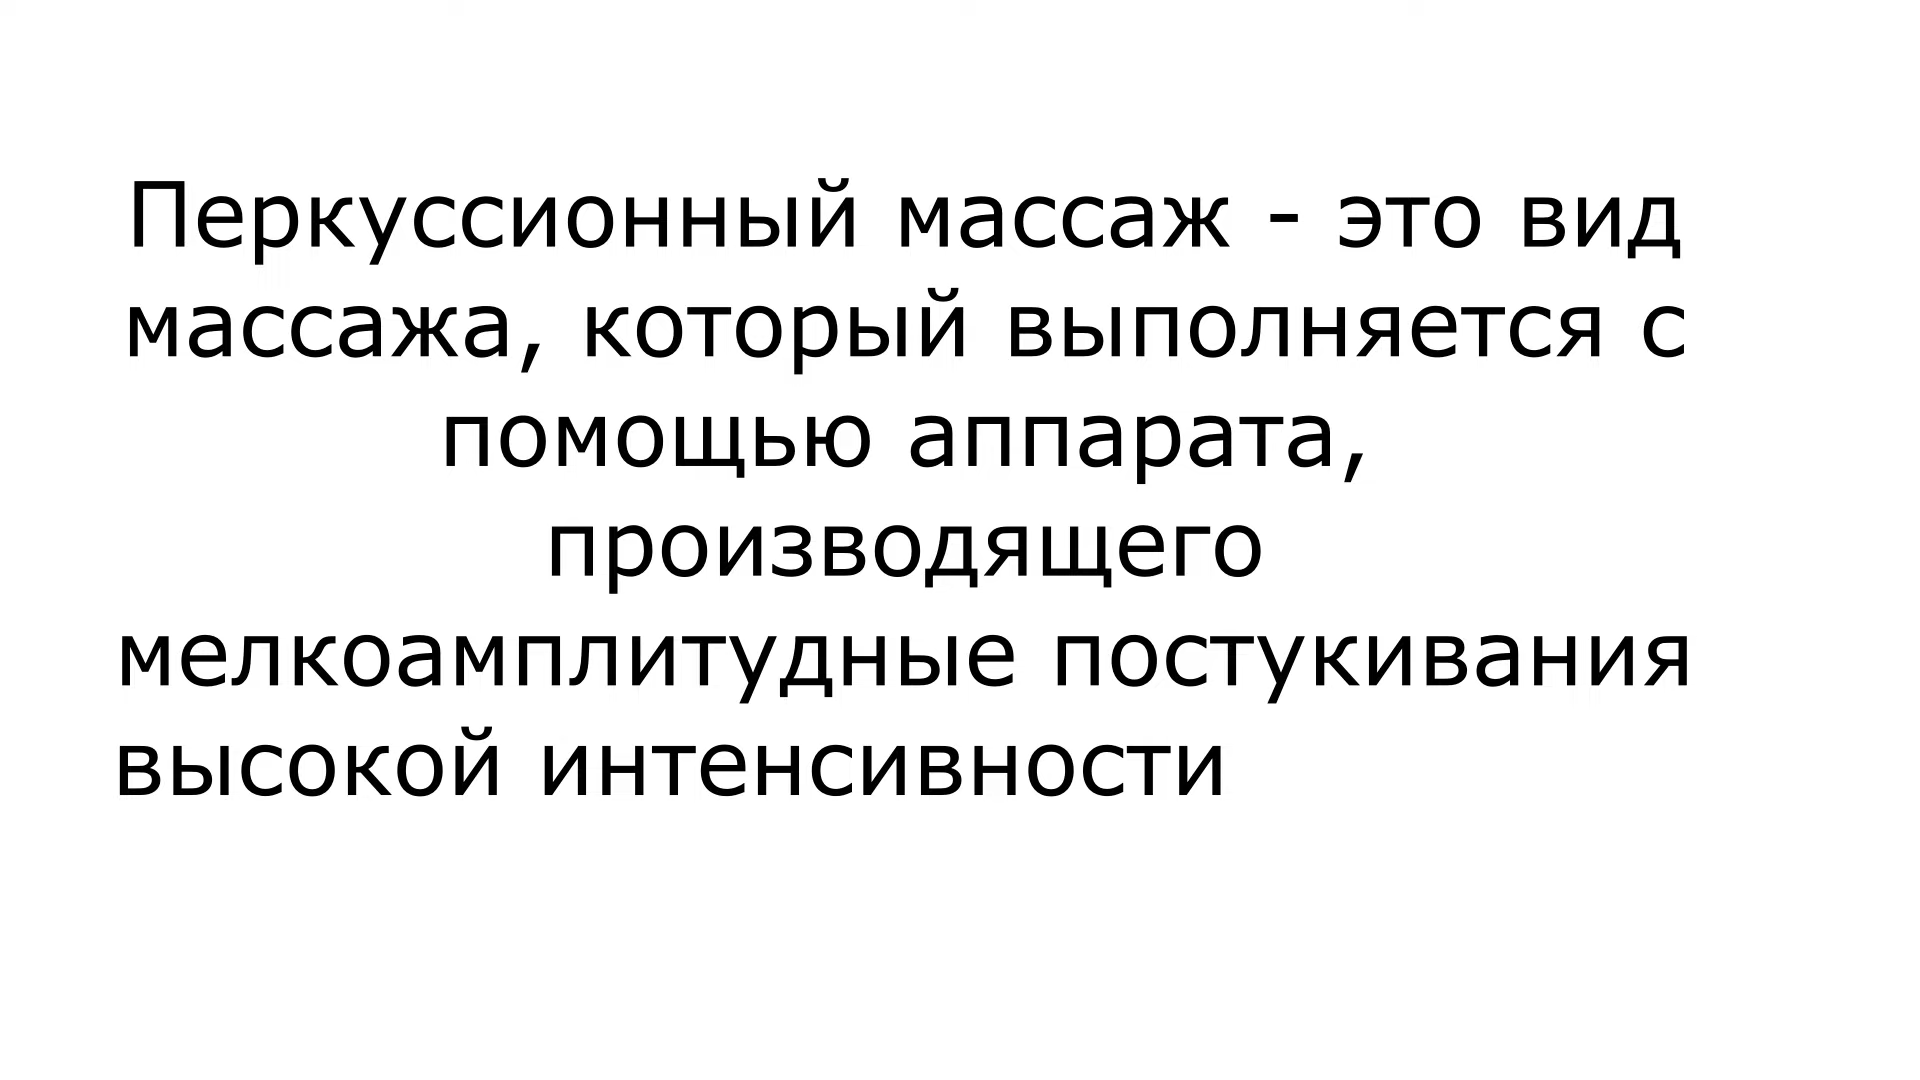 Перкуссионный массаж - это вид
массажа, который выполняется с
помощью аппарата,
производящего
мелкоамплитудные постукивания
высокой интенсивности